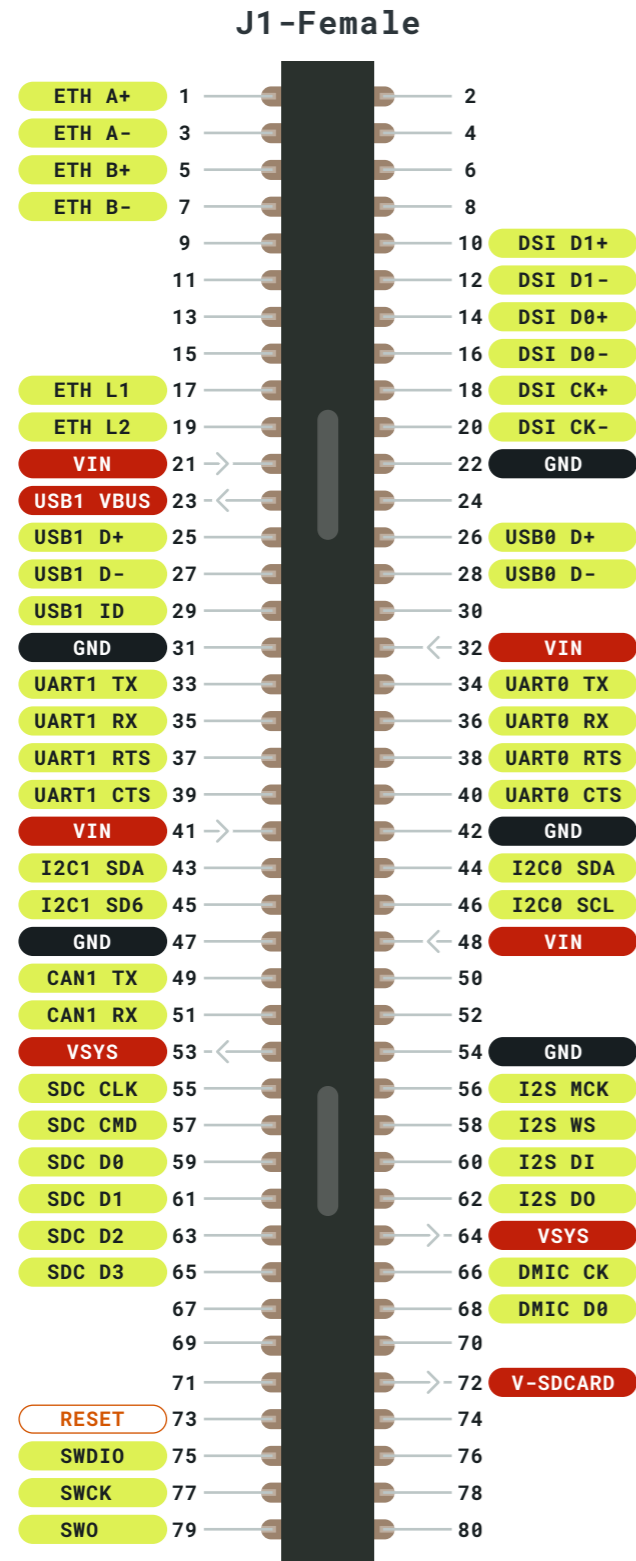 J1-Female
ETH A+ 1 2
ETH A- 3 4
ETH B+ 5 6
ETH B- 7 8
9 10 DSI D1+
11 12 DSI D1-
13 14 DSI D0+
15 16 DSI D0-
ETH L1 17 18 DSI CK+
ETH L2 19 20 DSI CK-
VIN 21 22 GND
USB1 VBUS 23 24
USB1 D+ 25 26 USB0 D+
USB1 D- 27 28 USB0 D-
USB1 ID 29 30
GND 31 32 VIN
UART1 TX 33 34 UART0 TX
UART1 RX 35 36 UART0 RX
UART1 RTS 37 38 UART0 RTS
UART1 CTS 39 40 UART0 CTS
VIN 41 42 GND
I2C1 SDA 43 44 I2C0 SDA
I2C1 SD6 45 46 I2C0 SCL
GND 47 48 VIN
CAN1 TX 49 50
CAN1 RX 51 52
VSYS 53 54 GND
SDC CLK 55 56 I2S MCK
SDC CMD 57 58 I2S WS
SDC D0 59 60 I2S DI
SDC D1 61 62 I2S DO
SDC D2 63 64 VSYS
SDC D3 65 66 DMIC CK
67 68 DMIC D0
69 70
71 72 V-SDCARD
RESET 73 74
SWDIO 75 76
SWCK 77 78
SWO 79 80